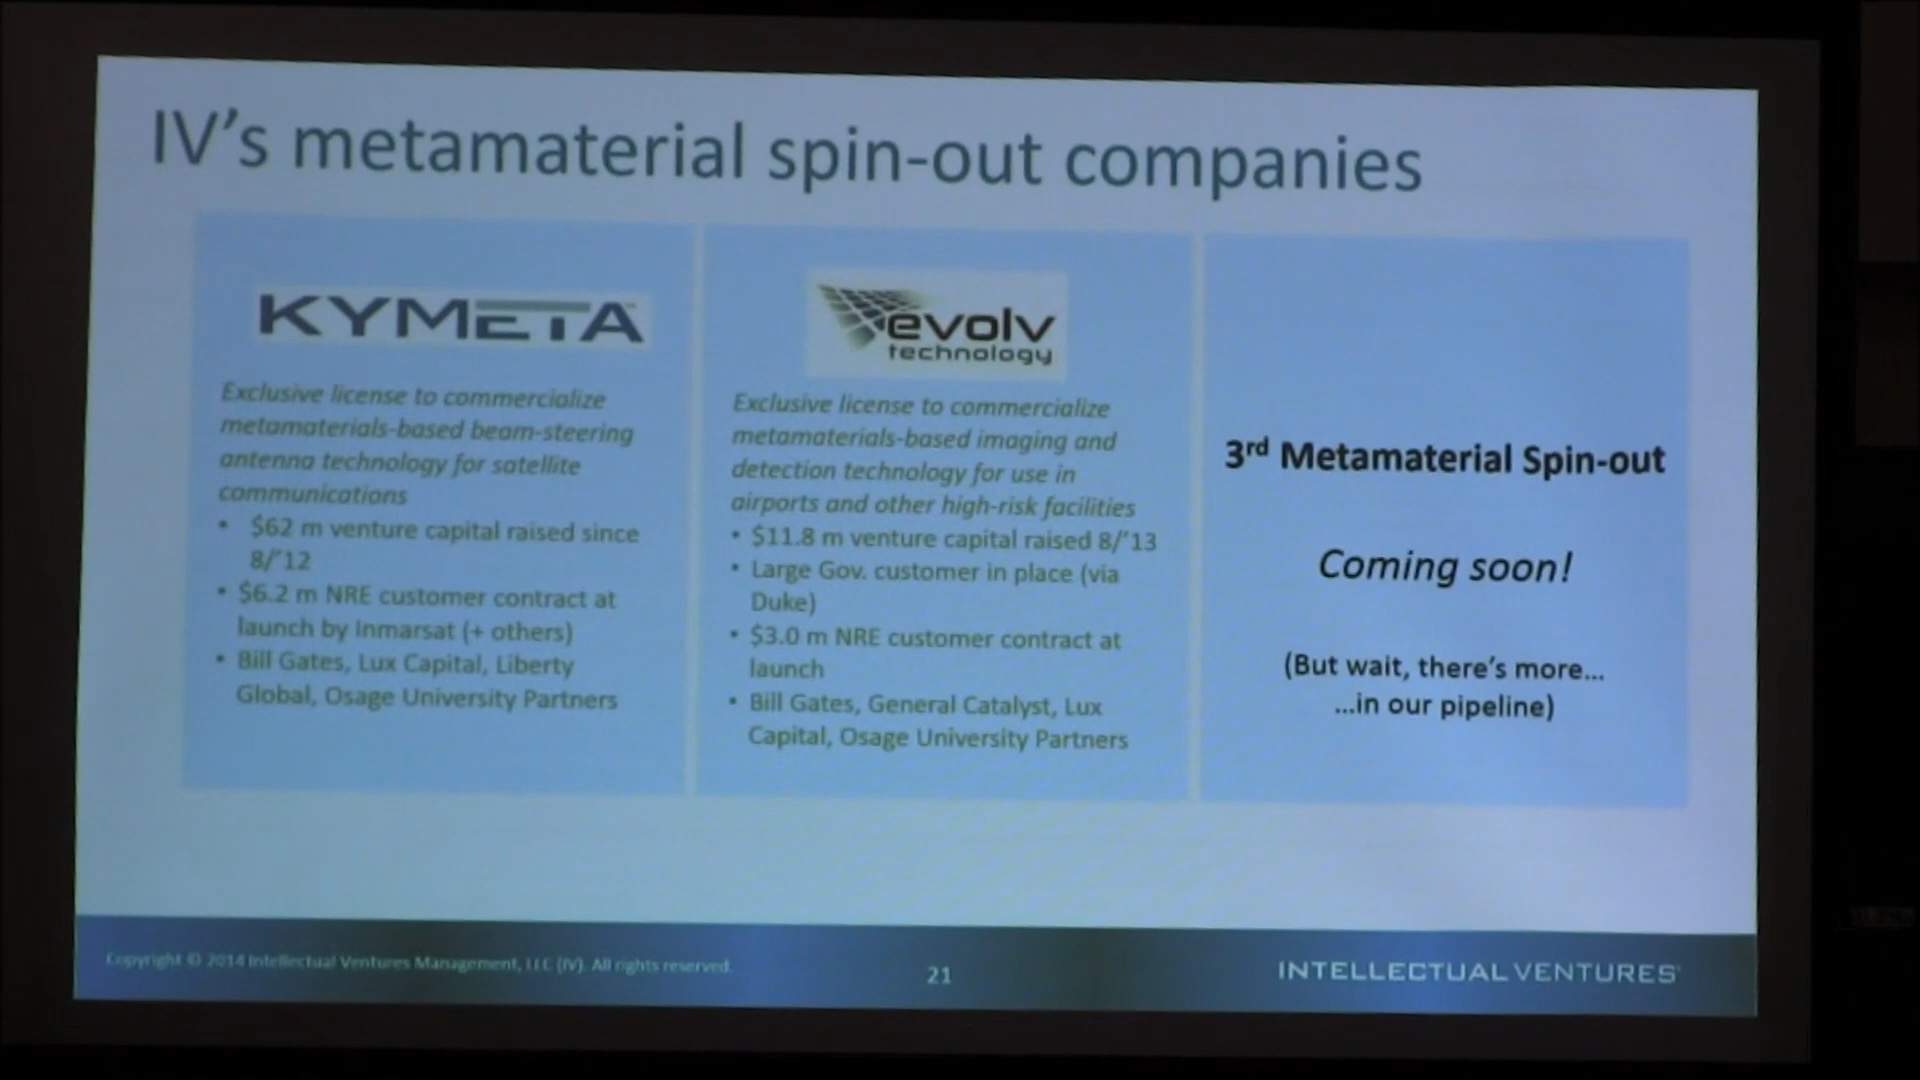 IV's metamaterial spin-out companies
KYMETA
Exclusive license to commercialize
metamaterials-based beam-steering
antenna technology for satellite
communications
• $62 m venture capital raised since
8/'12
• $6.2 m NRE customer contract at
launch by Inmarsat (+ others)
• Bill Gates, Lux Capital, Liberty
Global, Osage University Partners
evolv
technology
Exclusive license to commercialize
metamaterials-based imaging and
detection technology for use in
airports and other high-risk facilities
• $11.8 m venture capital raised 8/'13
• Large Gov. customer in place (via
Duke)
• $3.0 m NRE customer contract at
launch
• Bill Gates, General Catalyst, Lux
Capital, Osage University Partners
3rd Metamaterial Spin-out
Coming soon!
(But wait, there's more...
...in our pipeline)
Copyright © 2014 Intellectual Ventures Management, LLC (IV). All rights reserved.
21
INTELLECTUAL VENTURES